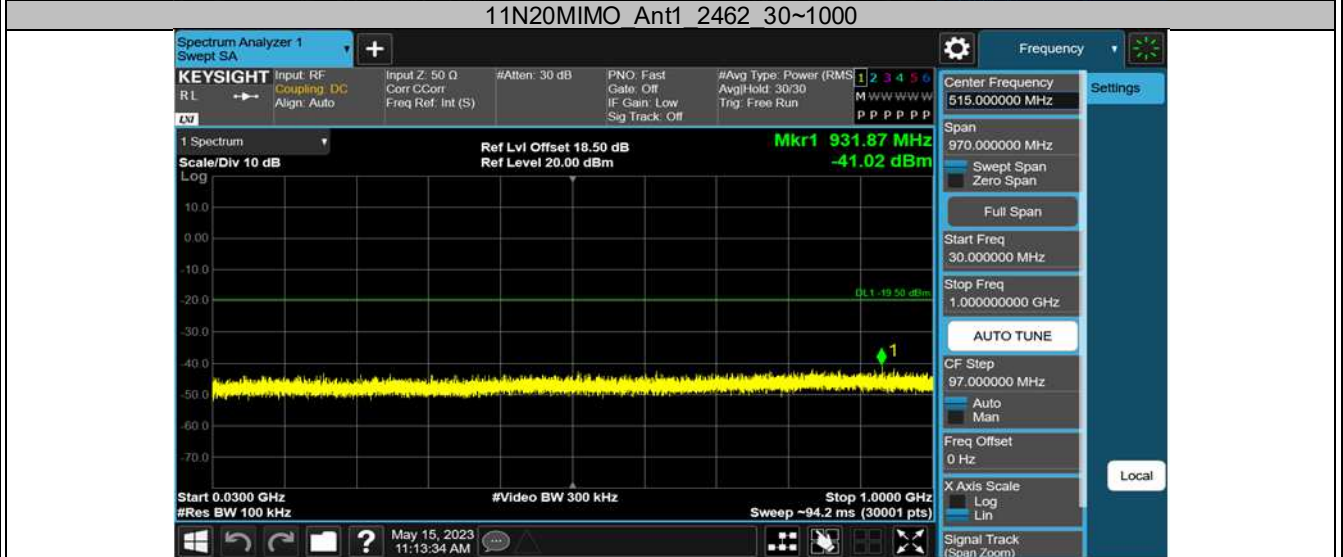 11N20MIMO_Ant1_2462_30~1000
Spectrum Analyzer 1
Swept SA
+
Frequency
KEYSIGHT
RL
LXI
Input: RF
Coupling: DC
Align: Auto
Input Z: 50 Ω
Corr CCorr
Freq Ref: Int (S)
#Atten: 30 dB
PNO: Fast
Gate: Off
IF Gain: Low
Sig Track: Off
#Avg Type: Power (RMS
Avg|Hold: 30/30
Trig: Free Run
1 2 3 4 5 6
M W W W W W
P P P P P P
Center Frequency
515.000000 MHz
Settings
1 Spectrum
Scale/Div 10 dB
Ref Lvl Offset 18.50 dB
Ref Level 20.00 dBm
Mkr1 931.87 MHz
-41.02 dBm
Span
970.000000 MHz
Swept Span
Zero Span
Full Span
Log
10.0
0.00
-10.0
-20.0
-30.0
-40.0
-50.0
-60.0
-70.0
DL1 -19.50 dBm
1
Start Freq
30.000000 MHz
Stop Freq
1.000000000 GHz
AUTO TUNE
CF Step
97.000000 MHz
Auto
Man
Freq Offset
0 Hz
X Axis Scale
Log
Lin
Local
Start 0.0300 GHz
#Res BW 100 kHz
#Video BW 300 kHz
Stop 1.0000 GHz
Sweep ~94.2 ms (30001 pts)
?
May 15, 2023
11:13:34 AM
Signal Track
(Span Zoom)